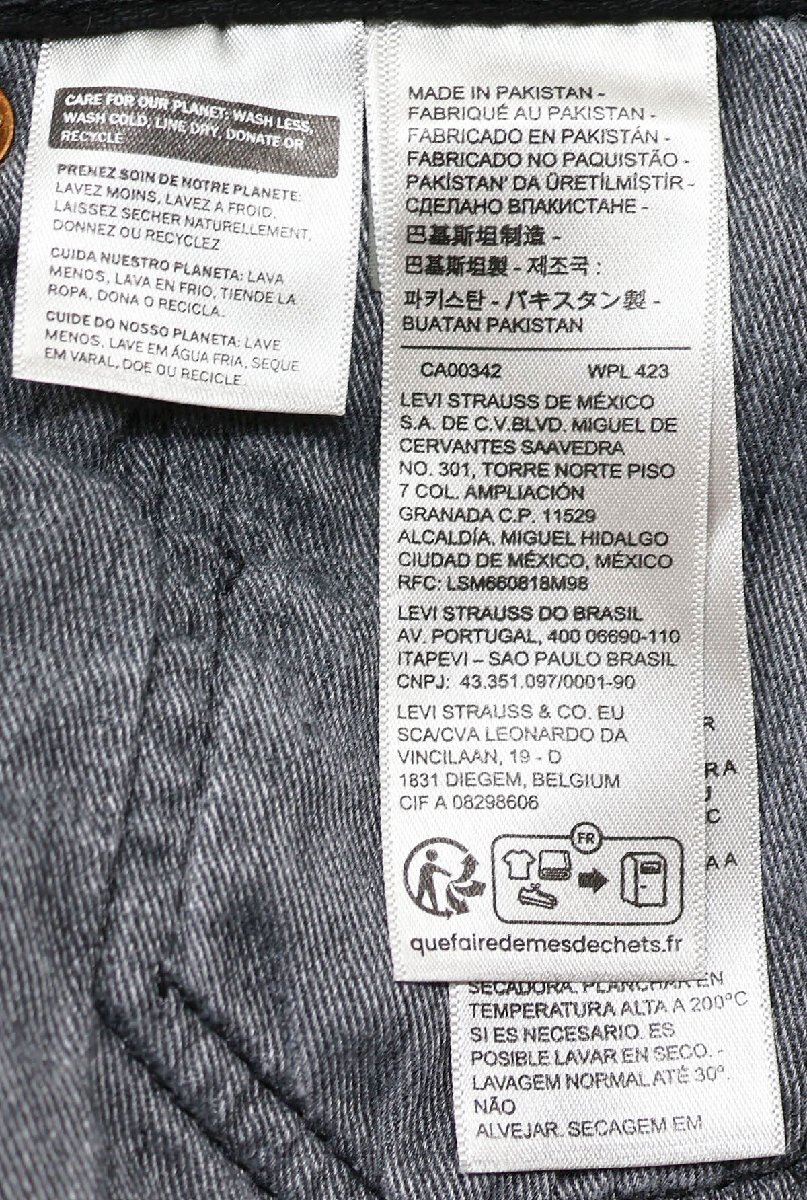 CARE FOR OUR PLANET: WASH LESS,
WASH COLD, LINE DRY, DONATE OR
RECYCLE
PRENEZ SOIN DE NOTRE PLANETE:
LAVEZ MOINS, LAVEZ A FROID,
LAISSEZ SECHER NATURELLEMENT,
DONNEZ OU RECYCLEZ
CUIDA NUESTRO PLANETA: LAVA
MENOS, LAVA EN FRIO, TIENDE LA
ROPA, DONA O RECICLA.
CUIDE DO NOSSO PLANETA: LAVE
MENOS, LAVE EM ÁGUA FRIA, SEQUE
EM VARAL, DOE OU RECICLE.
MADE IN PAKISTAN -
FABRIQUÉ AU PAKISTAN -
FABRICADO EN PAKISTÁN -
FABRICADO NO PAQUISTÃO -
PAKİSTAN' DA ÜRETİLMİŞTİR -
СДЕЛАНО ВПАКИСТАНЕ -
巴基斯坦制造 -
巴基斯坦製 - 제조국 :
파키스탄 - パキスタン製 -
BUATAN PAKISTAN
CA00342 WPL 423
LEVI STRAUSS DE MÉXICO
S.A. DE C.V.BLVD. MIGUEL DE
CERVANTES SAAVEDRA
NO. 301, TORRE NORTE PISO
7 COL. AMPLIACIÓN
GRANADA C.P. 11529
ALCALDÍA, MIGUEL HIDALGO
CIUDAD DE MÉXICO, MÉXICO
RFC: LSM660818M98
LEVI STRAUSS DO BRASIL
AV. PORTUGAL, 400 06690-110
ITAPEVI – SAO PAULO BRASIL
CNPJ: 43.351.097/0001-90
LEVI STRAUSS & CO. EU
SCA/CVA LEONARDO DA
VINCILAAN, 19 - D
1831 DIEGEM, BELGIUM
CIF A 08298606
FR
quefairedemesdechets.fr
SECADORA. PLANCHAR EN
TEMPERATURA ALTA A 200°C
SI ES NECESARIO. ES
POSIBLE LAVAR EN SECO. -
LAVAGEM NORMAL ATÉ 30°.
NÃO
ALVEJAR. SECAGEM EM